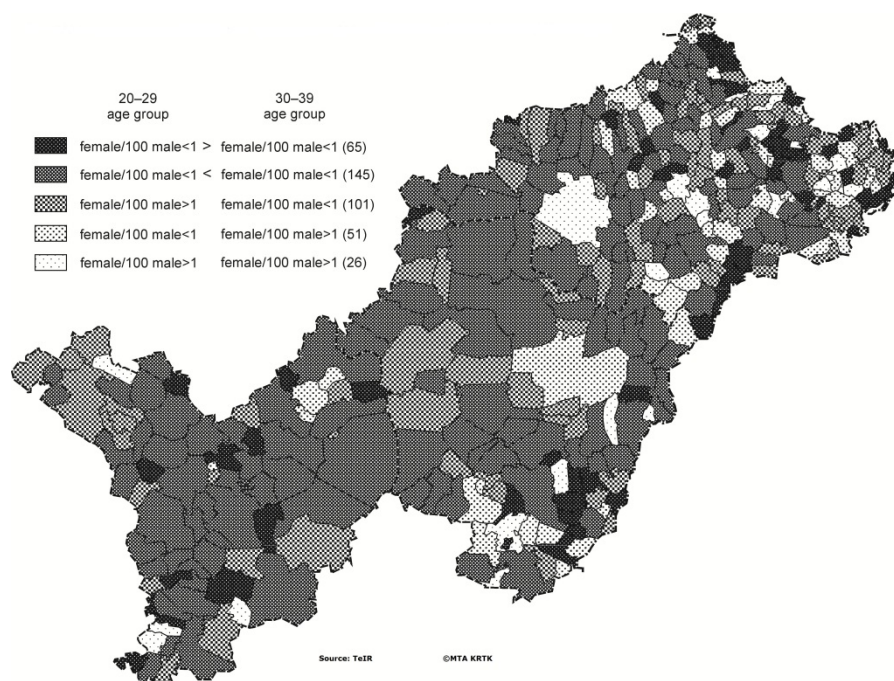 20–29 30–39
age group age group
female/100 male<1 > female/100 male<1 (65)
female/100 male<1 < female/100 male<1 (145)
female/100 male>1 female/100 male<1 (101)
female/100 male<1 female/100 male>1 (51)
female/100 male>1 female/100 male>1 (26)
Source: TeIR ©MTA KRTK